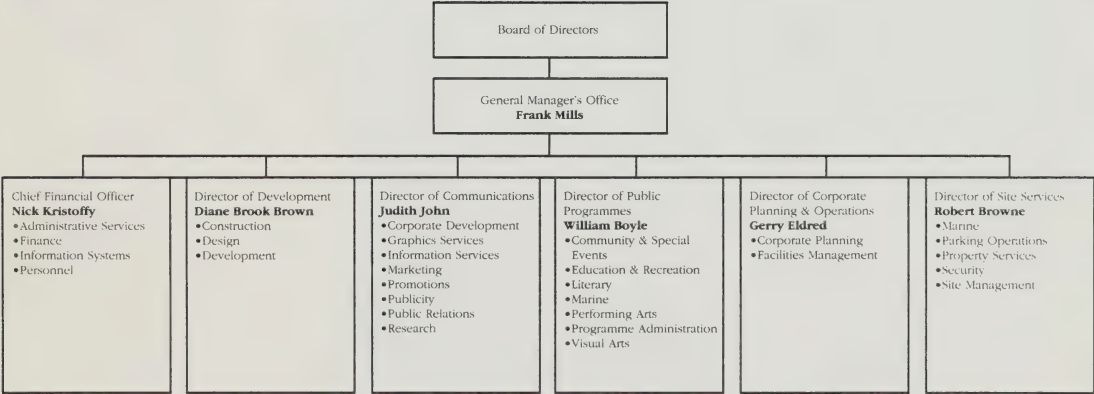 Board of Directors
General Manager's Office
Frank Mills
Chief Financial Officer
Nick Kristoffy
•Administrative Services
•Finance
•Information Systems
•Personnel
Director of Development
Diane Brook Brown
•Construction
•Design
•Development
Director of Communications
Judith John
•Corporate Development
•Graphics Services
•Information Services
•Marketing
•Promotions
•Publicity
•Public Relations
•Research
Director of Public
Programmes
William Boyle
•Community & Special
Events
•Education & Recreation
•Literary
•Marine
•Performing Arts
•Programme Administration
•Visual Arts
Director of Corporate
Planning & Operations
Gerry Eldred
•Corporate Planning
•Facilities Management
Director of Site Services
Robert Browne
•Marine
•Parking Operations
•Property Services
•Security
•Site Management